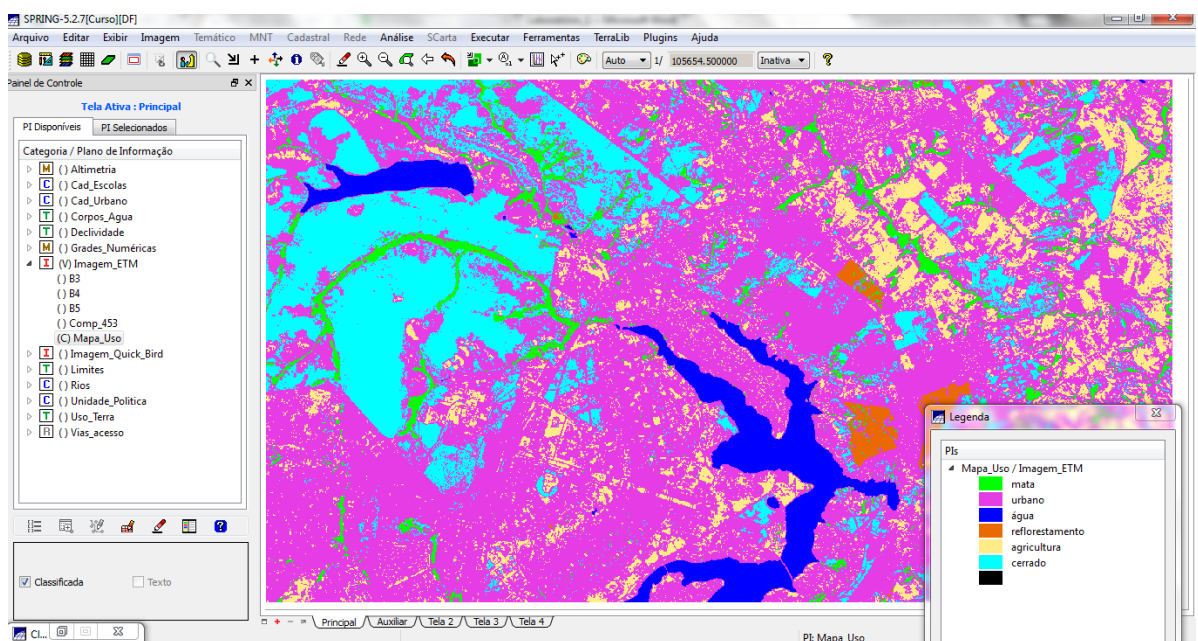 SPRING-5.2.7[Curso][DF]
Arquivo Editar Exibir Imagem Temático MNT Cadastral Rede Análise SCarta Executar Ferramentas TerraLib Plugins Ajuda
Auto 1/ 105654.500000 Inativa
Painel de Controle
Tela Ativa : Principal
PI Disponíveis PI Selecionados
Categoria / Plano de Informação
M () Altimetria
C () Cad_Escolas
C () Cad_Urbano
T () Corpos_Agua
T () Declividade
M () Grades_Numéricas
I (V) Imagem_ETM
() B3
() B4
() B5
() Comp_453
(C) Mapa_Uso
I () Imagem_Quick_Bird
T () Limites
C () Rios
C () Unidade_Politica
T () Uso_Terra
R () Vias_acesso
Classificada Texto
Cl...
Principal Auxiliar Tela 2 Tela 3 Tela 4
PI: Mapa_Uso
Legenda
PIs
Mapa_Uso / Imagem_ETM
mata
urbano
água
reflorestamento
agricultura
cerrado